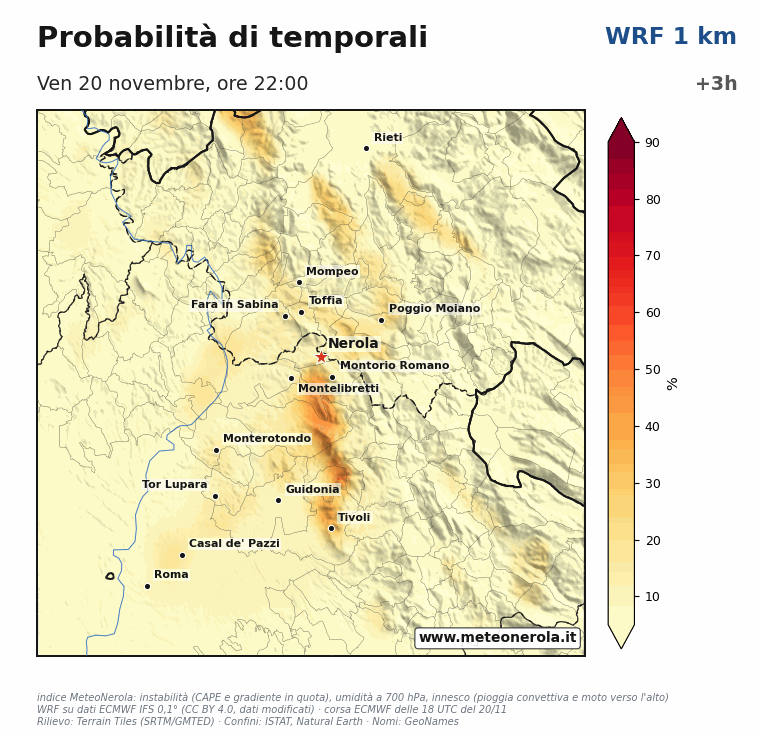 Probabilità di temporali
WRF 1 km
Ven 20 novembre, ore 22:00
+3h
Rieti
Mompeo
Fara in Sabina
Toffia
Poggio Moiano
Nerola
Montorio Romano
Montelibretti
Monterotondo
Tor Lupara
Guidonia
Tivoli
Casal de' Pazzi
Roma
www.meteonerola.it
90
80
70
60
50
40
30
20
10
%
indice MeteoNerola: instabilità (CAPE e gradiente in quota), umidità a 700 hPa, innesco (pioggia convettiva e moto verso l'alto)
WRF su dati ECMWF IFS 0,1° (CC BY 4.0, dati modificati) · corsa ECMWF delle 18 UTC del 20/11
Rilievo: Terrain Tiles (SRTM/GMTED) · Confini: ISTAT, Natural Earth · Nomi: GeoNames